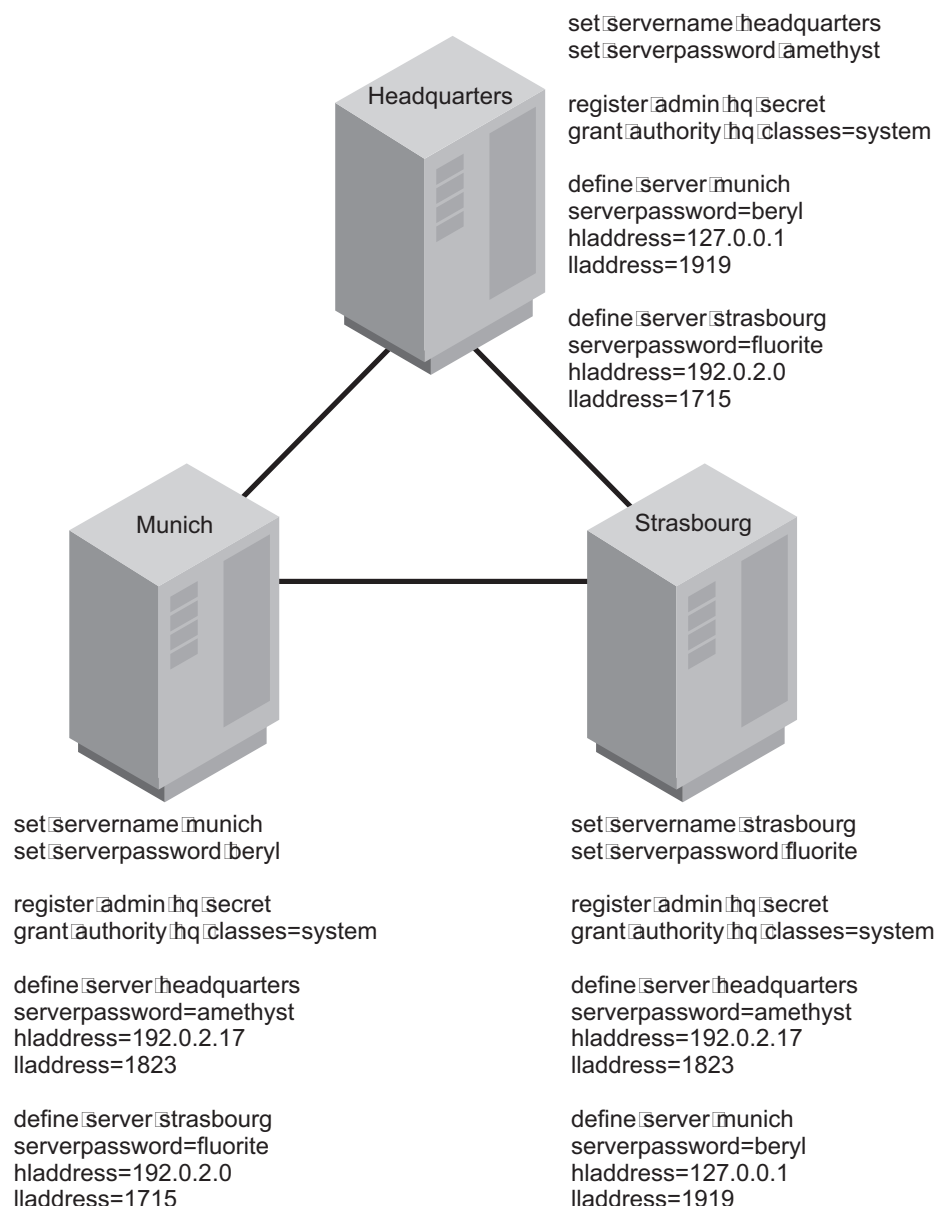 set servername headquarters
set serverpassword amethyst
Headquarters
register admin hq secret
grant authority hq classes=system
define server munich
serverpassword=beryl
hladdress=127.0.0.1
lladdress=1919
define server strasbourg
serverpassword=fluorite
hladdress=192.0.2.0
lladdress=1715
Munich
Strasbourg
set servername munich
set serverpassword beryl
register admin hq secret
grant authority hq classes=system
define server headquarters
serverpassword=amethyst
hladdress=192.0.2.17
lladdress=1823
define server strasbourg
serverpassword=fluorite
hladdress=192.0.2.0
lladdress=1715
set servername strasbourg
set serverpassword fluorite
register admin hq secret
grant authority hq classes=system
define server headquarters
serverpassword=amethyst
hladdress=192.0.2.17
lladdress=1823
define server munich
serverpassword=beryl
hladdress=127.0.0.1
lladdress=1919